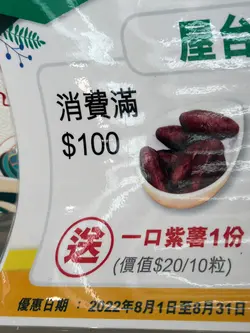 屋台
消費滿
$100
送
一口紫薯1份
(價值$20/10粒)
優惠日期 : 2022年8月1日至8月31日